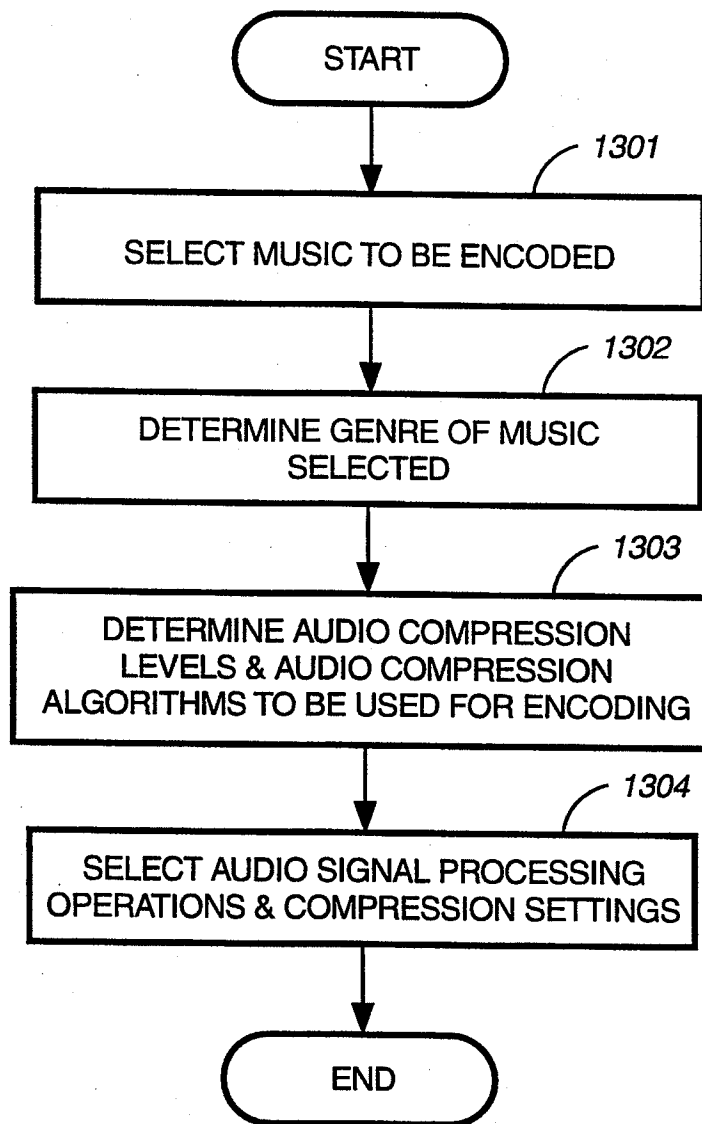 START
1301
SELECT MUSIC TO BE ENCODED
1302
DETERMINE GENRE OF MUSIC
SELECTED
1303
DETERMINE AUDIO COMPRESSION
LEVELS & AUDIO COMPRESSION
ALGORITHMS TO BE USED FOR ENCODING
1304
SELECT AUDIO SIGNAL PROCESSING
OPERATIONS & COMPRESSION SETTINGS
END